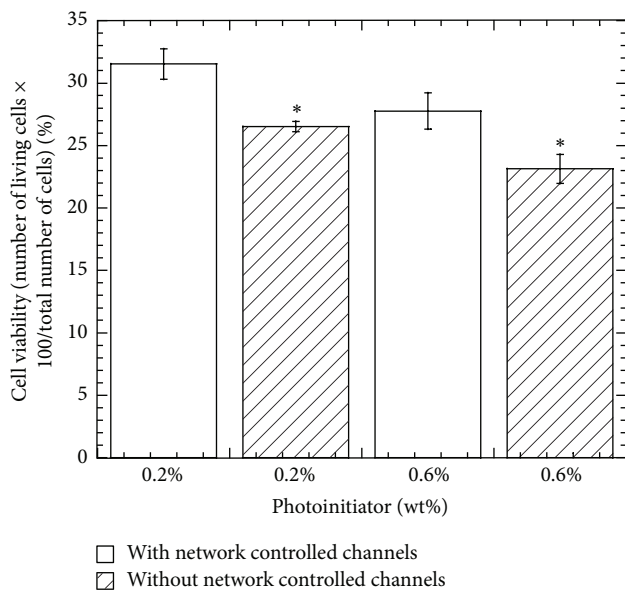 Cell viability (number of living cells ×
100/total number of cells) (%)
35
30
25
20
15
10
5
0
*
*
0.2% 0.2% 0.6% 0.6%
Photoinitiator (wt%)
With network controlled channels
Without network controlled channels